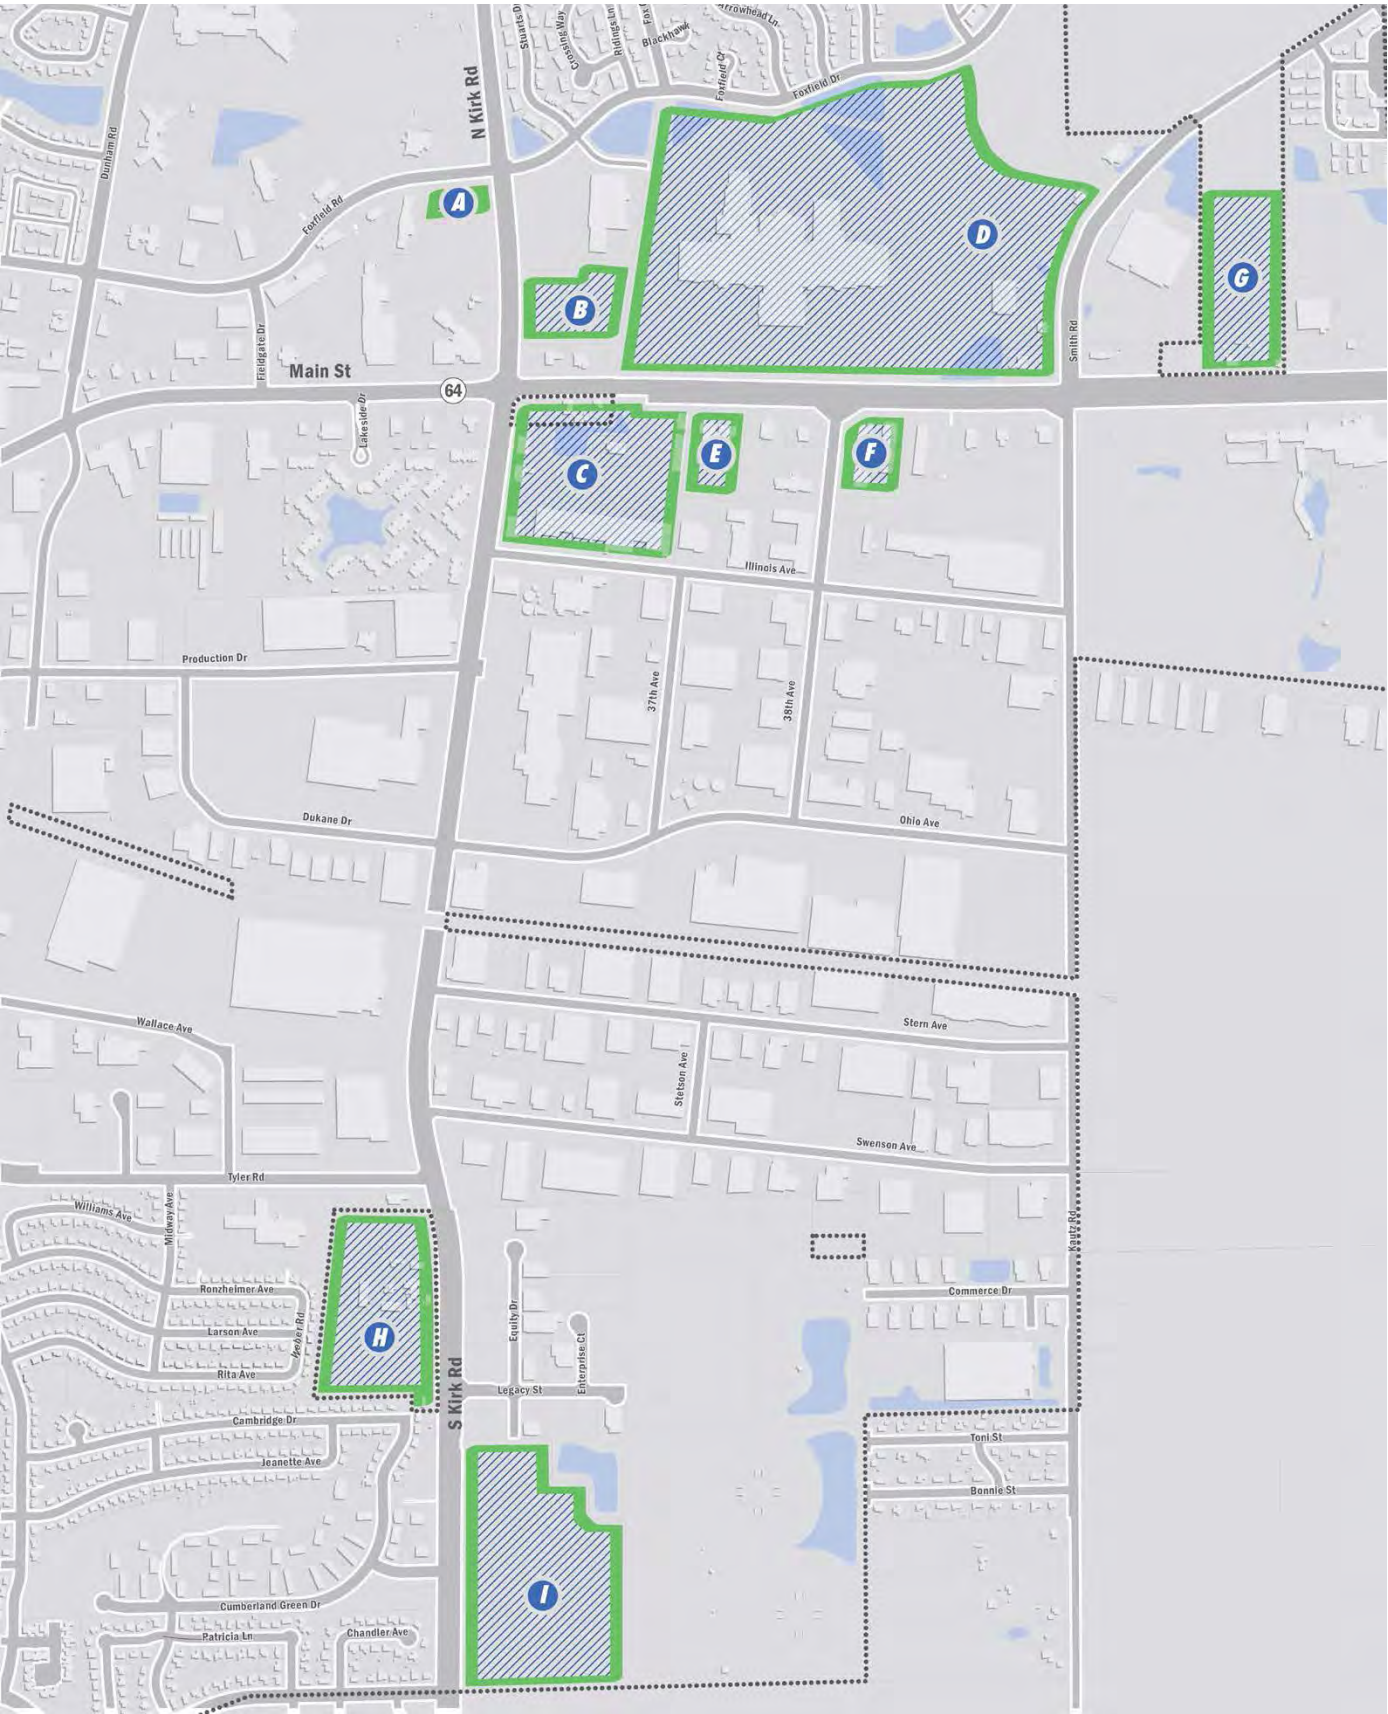 Stuarts D
Crossing Way
Ridings Ln
Foxf
Blackhawk
Arrowhead Ln
Foxfield Ct
Foxfield Dr
N Kirk Rd
Dunham Rd
Foxfield Rd
A
D
B
G
Fieldgate Dr
Smith Rd
Main St
64
Lakeside Dr
C
E
F
Illinois Ave
Production Dr
37th Ave
38th Ave
Dukane Dr
Ohio Ave
Wallace Ave
Stern Ave
Stetson Ave
Swenson Ave
Tyler Rd
Williams Ave
Midway Ave
Kautz Rd
Ronzheimer Ave
Commerce Dr
Larson Ave
Weber Rd
H
Equity Dr
Enterprise Ct
Rita Ave
S Kirk Rd
Legacy St
Cambridge Dr
Toni St
Jeanette Ave
Bonnie St
I
Cumberland Green Dr
Patricia Ln
Chandler Ave